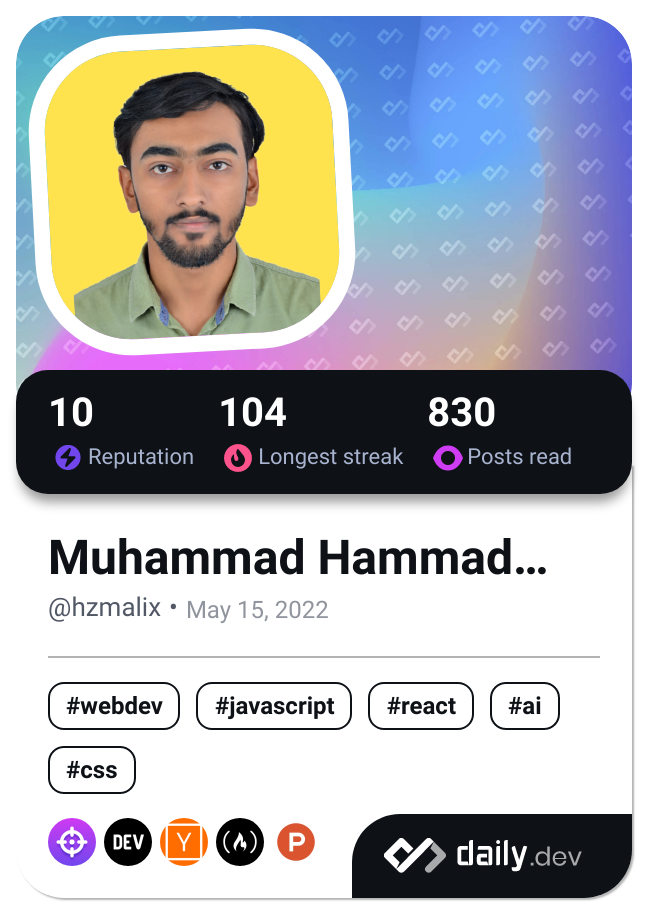 10 104 830
Reputation Longest streak Posts read
Muhammad Hammad...
@hzmalix • May 15, 2022
#webdev #javascript #react #ai
#css
DEV Y P
daily.dev